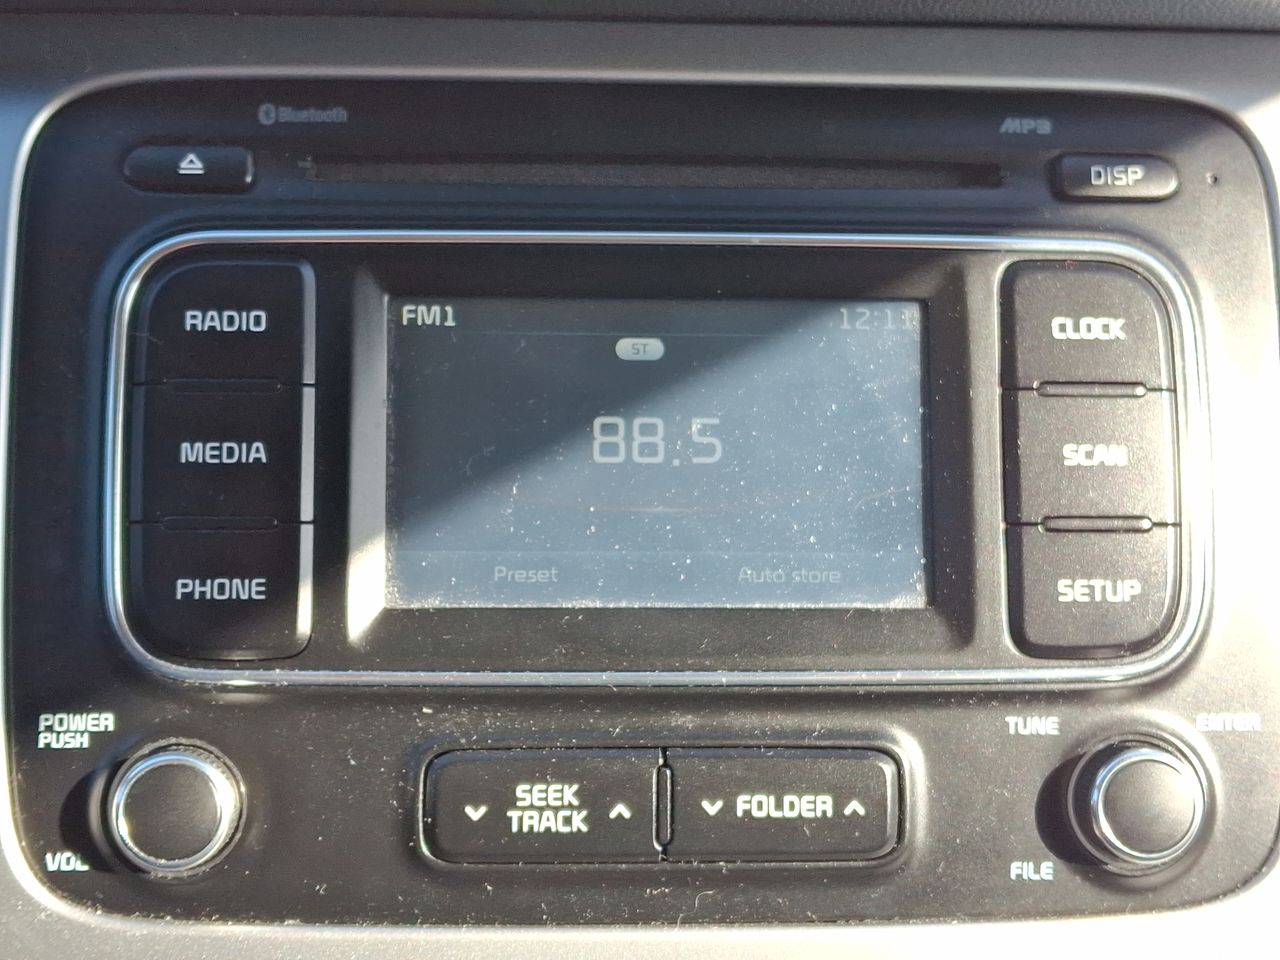 Bluetooth
MP3
DISP
RADIO
FM1
12:11
CLOCK
ST
MEDIA
88.5
SCAN
PHONE
Preset
Auto store
SETUP
POWER
PUSH
TUNE
ENTER
SEEK
TRACK
FOLDER
VOL
FILE